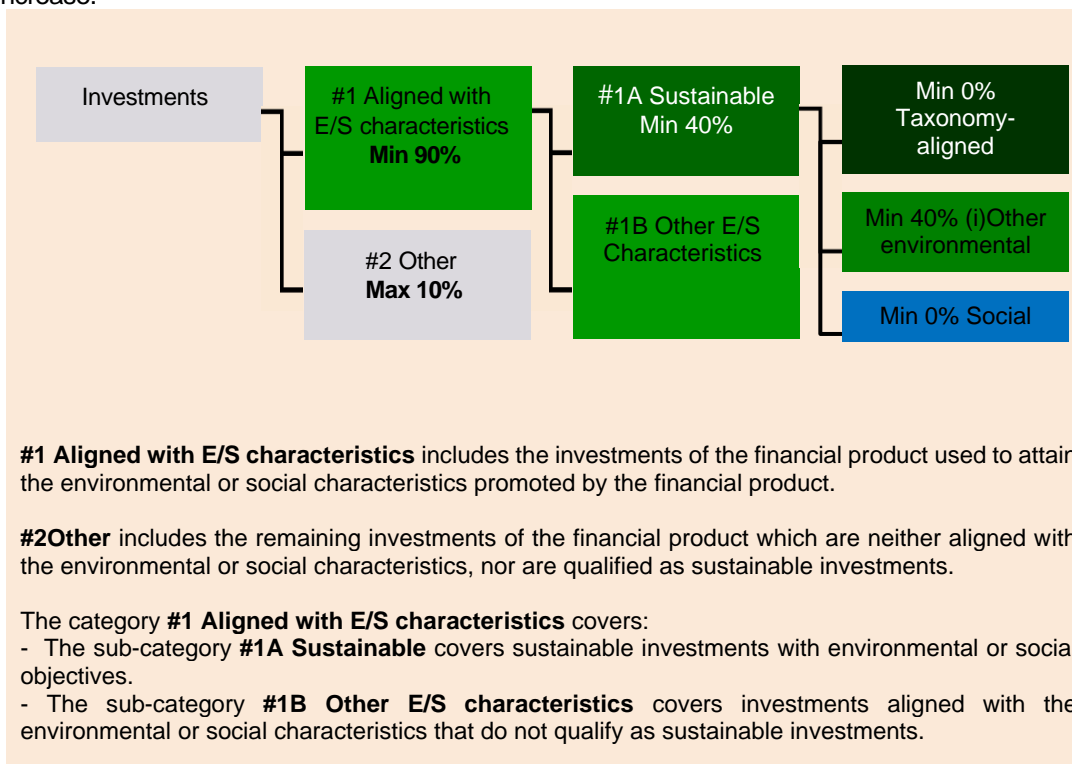 ncrease.
Investments
#1 Aligned with
E/S characteristics
Min 90%
#2 Other
Max 10%
#1A Sustainable
Min 40%
#1B Other E/S
Characteristics
Min 0%
Taxonomy-
aligned
Min 40% (i)Other
environmental
Min 0% Social
#1 Aligned with E/S characteristics includes the investments of the financial product used to attain
the environmental or social characteristics promoted by the financial product.
#2Other includes the remaining investments of the financial product which are neither aligned with
the environmental or social characteristics, nor are qualified as sustainable investments.
The category #1 Aligned with E/S characteristics covers:
- The sub-category #1A Sustainable covers sustainable investments with environmental or social
objectives.
- The sub-category #1B Other E/S characteristics covers investments aligned with the
environmental or social characteristics that do not qualify as sustainable investments.